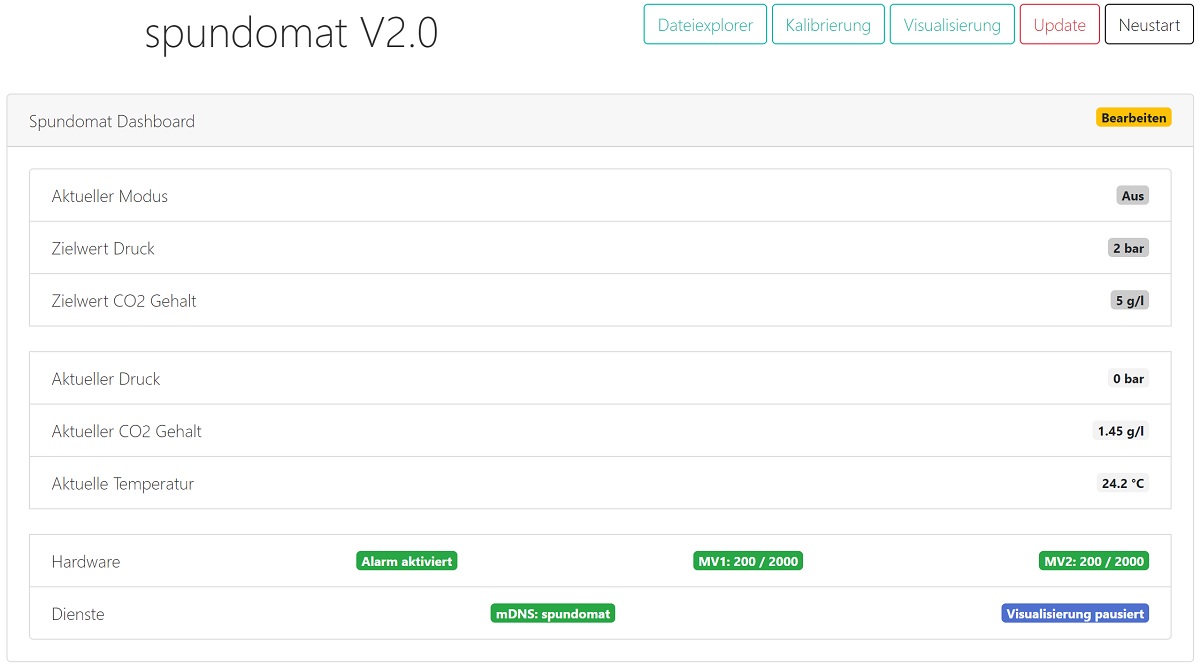 spundomat V2.0
Dateiexplorer Kalibrierung Visualisierung Update Neustart
Spundomat Dashboard Bearbeiten
Aktueller Modus Aus
Zielwert Druck 2 bar
Zielwert CO2 Gehalt 5 g/l
Aktueller Druck 0 bar
Aktueller CO2 Gehalt 1.45 g/l
Aktuelle Temperatur 24.2 °C
Hardware Alarm aktiviert MV1: 200 / 2000 MV2: 200 / 2000
Dienste mDNS: spundomat Visualisierung pausiert